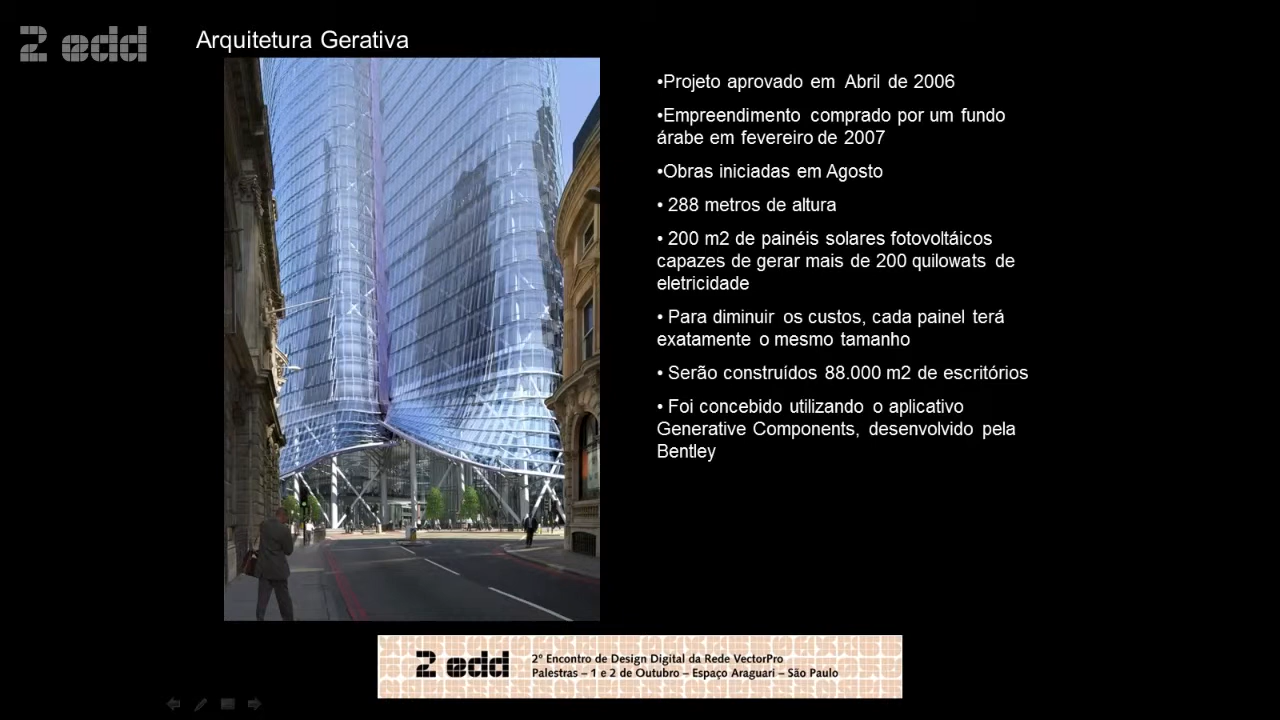 2 edd
Arquitetura Gerativa
•Projeto aprovado em Abril de 2006
•Empreendimento comprado por um fundo
árabe em fevereiro de 2007
•Obras iniciadas em Agosto
• 288 metros de altura
• 200 m2 de painéis solares fotovoltáicos
capazes de gerar mais de 200 quilowats de
eletricidade
• Para diminuir os custos, cada painel terá
exatamente o mesmo tamanho
• Serão construídos 88.000 m2 de escritórios
• Foi concebido utilizando o aplicativo
Generative Components, desenvolvido pela
Bentley
2 edd
2º Encontro de Design Digital da Rede VectorPro
Palestras – 1 e 2 de Outubro – Espaço Araguari – São Paulo